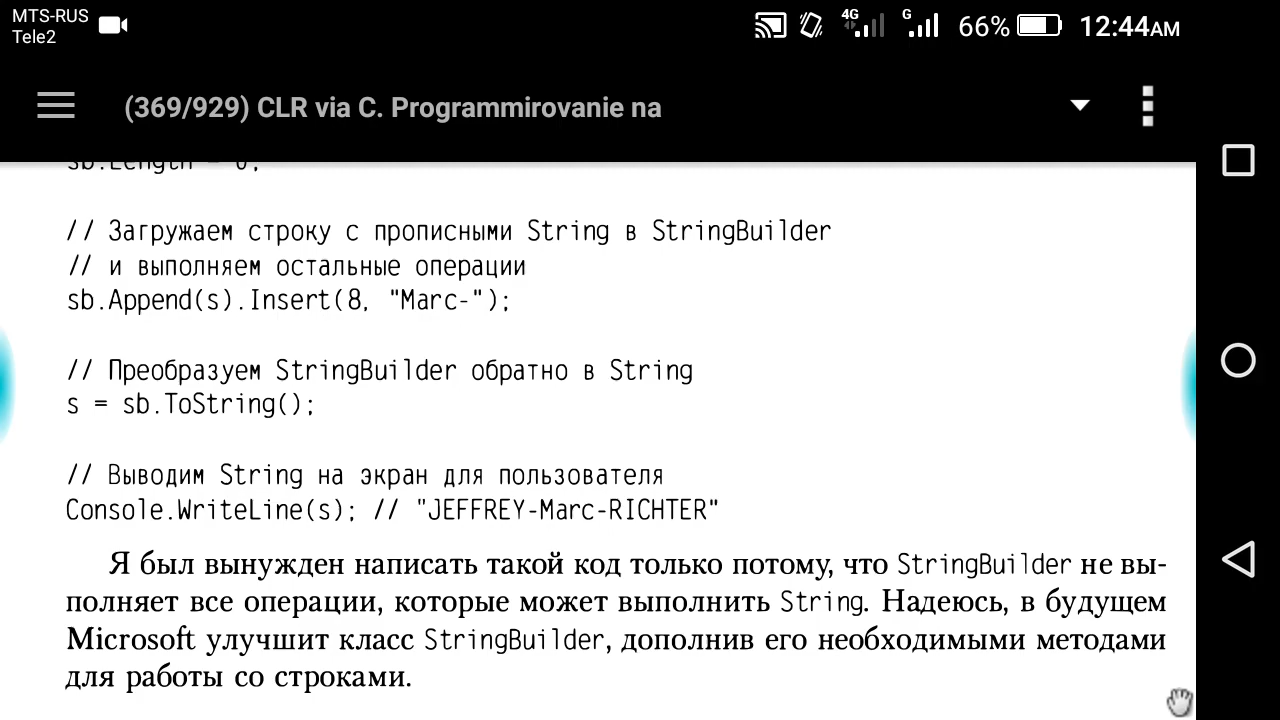 MTS-RUS
Tele2
4G
G
66%
12:44AM
(369/929) CLR via C. Programmirovanie na
sb.Length = 0;
// Загружаем строку с прописными String в StringBuilder
// и выполняем остальные операции
sb.Append(s).Insert(8, "Marc-");
// Преобразуем StringBuilder обратно в String
s = sb.ToString();
// Выводим String на экран для пользователя
Console.WriteLine(s); // "JEFFREY-Marc-RICHTER"
Я был вынужден написать такой код только потому, что StringBuilder не вы-
полняет все операции, которые может выполнить String. Надеюсь, в будущем
Microsoft улучшит класс StringBuilder, дополнив его необходимыми методами
для работы со строками.